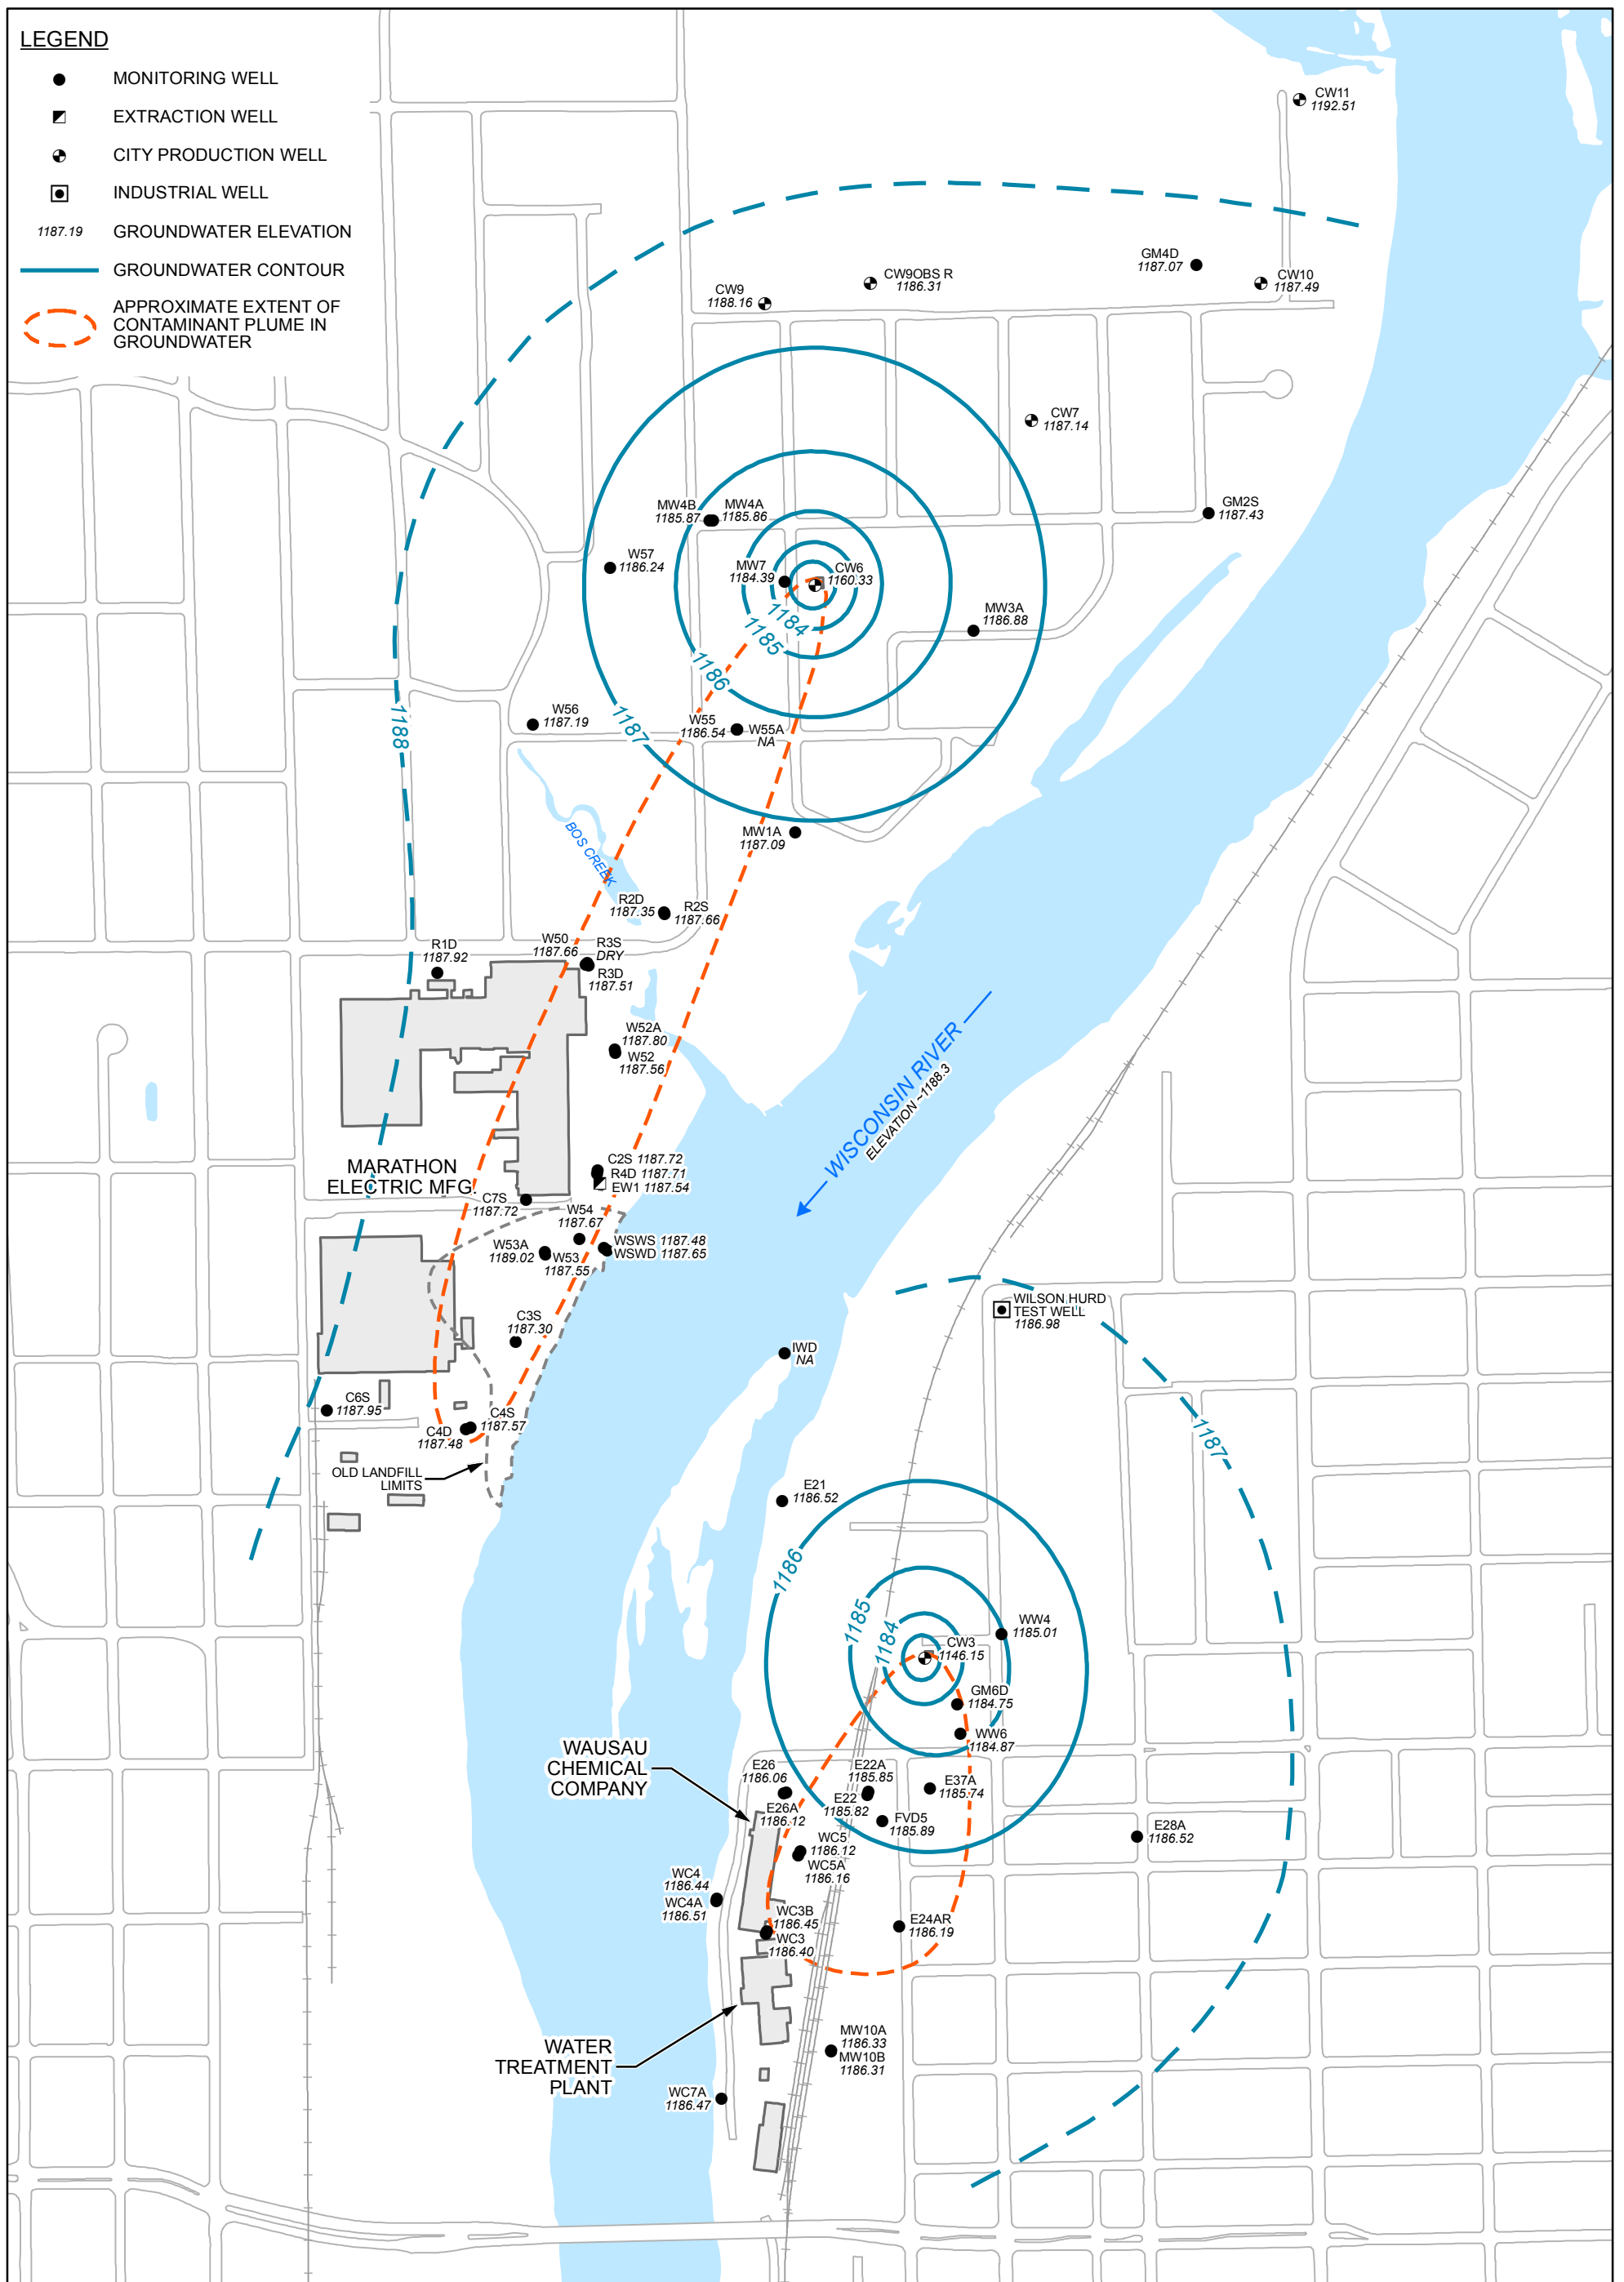 LEGEND
MONITORING WELL
EXTRACTION WELL
CITY PRODUCTION WELL
INDUSTRIAL WELL
1187.19 GROUNDWATER ELEVATION
GROUNDWATER CONTOUR
APPROXIMATE EXTENT OF
CONTAMINANT PLUME IN
GROUNDWATER
CW11
1192.51
GM4D
1187.07
CW10
1187.49
CW9OBS R
1186.31
CW9
1188.16
CW7
1187.14
GM2S
1187.43
MW4B
1185.87
MW4A
1185.86
W57
1186.24
MW7
1184.39
CW6
1160.33
MW3A
1186.88
1184
1185
1186
1187
1188
W56
1187.19
W55
1186.54
W55A
NA
MW1A
1187.09
BOS CREEK
R2D
1187.35
R2S
1187.66
R1D
1187.92
W50
1187.66
R3S
DRY
R3D
1187.51
W52A
1187.80
W52
1187.56
WISCONSIN RIVER
ELEVATION ~1188.3
MARATHON
ELECTRIC MFG.
C2S 1187.72
R4D 1187.71
EW1 1187.54
C7S
1187.72
W54
1187.67
W53A
1189.02
W53
1187.55
WSWS 1187.48
WSWD 1187.65
C3S
1187.30
WILSON HURD
TEST WELL
1186.98
IWD
NA
C6S
1187.95
C4S
1187.57
C4D
1187.48
OLD LANDFILL
LIMITS
1187
E21
1186.52
1186
1185
1184
WW4
1185.01
CW3
1146.15
GM6D
1184.75
WW6
1184.87
WAUSAU
CHEMICAL
COMPANY
E26
1186.06
E26A
1186.12
E22A
1185.85
E22
1185.82
E37A
1185.74
FVD5
1185.89
E28A
1186.52
WC5
1186.12
WC5A
1186.16
WC4
1186.44
WC4A
1186.51
WC3B
1186.45
WC3
1186.40
E24AR
1186.19
WATER
TREATMENT
PLANT
MW10A
1186.33
MW10B
1186.31
WC7A
1186.47